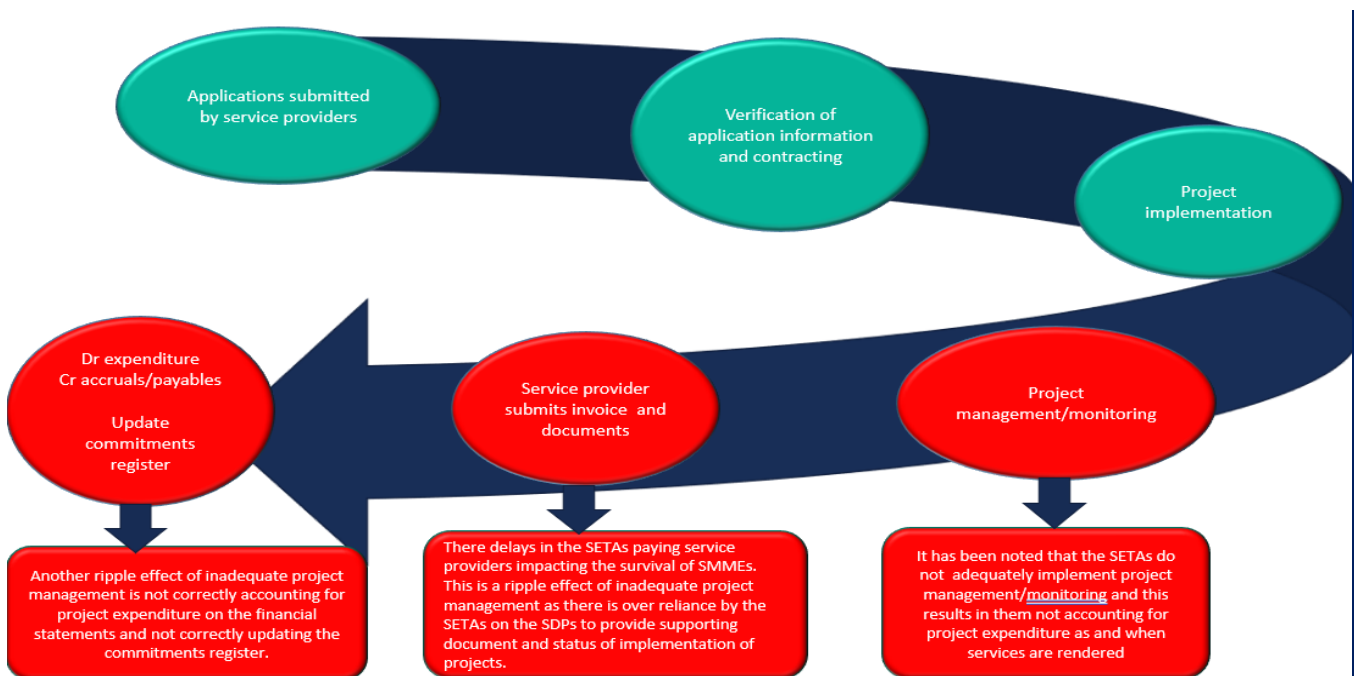 Applications submitted
by service providers
Verification of
application information
and contracting
Project
implementation
Project
management/monitoring
Service provider
submits invoice and
documents
Dr expenditure
Cr accruals/payables
Update
commitments
register
It has been noted that the SETAs do
not adequately implement project
management/monitoring and this
results in them not accounting for
project expenditure as and when
services are rendered
There delays in the SETAs paying service
providers impacting the survival of SMMEs.
This is a ripple effect of inadequate project
management as there is over reliance by the
SETAs on the SDPs to provide supporting
document and status of implementation of
projects.
Another ripple effect of inadequate project
management is not correctly accounting for
project expenditure on the financial
statements and not correctly updating the
commitments register.